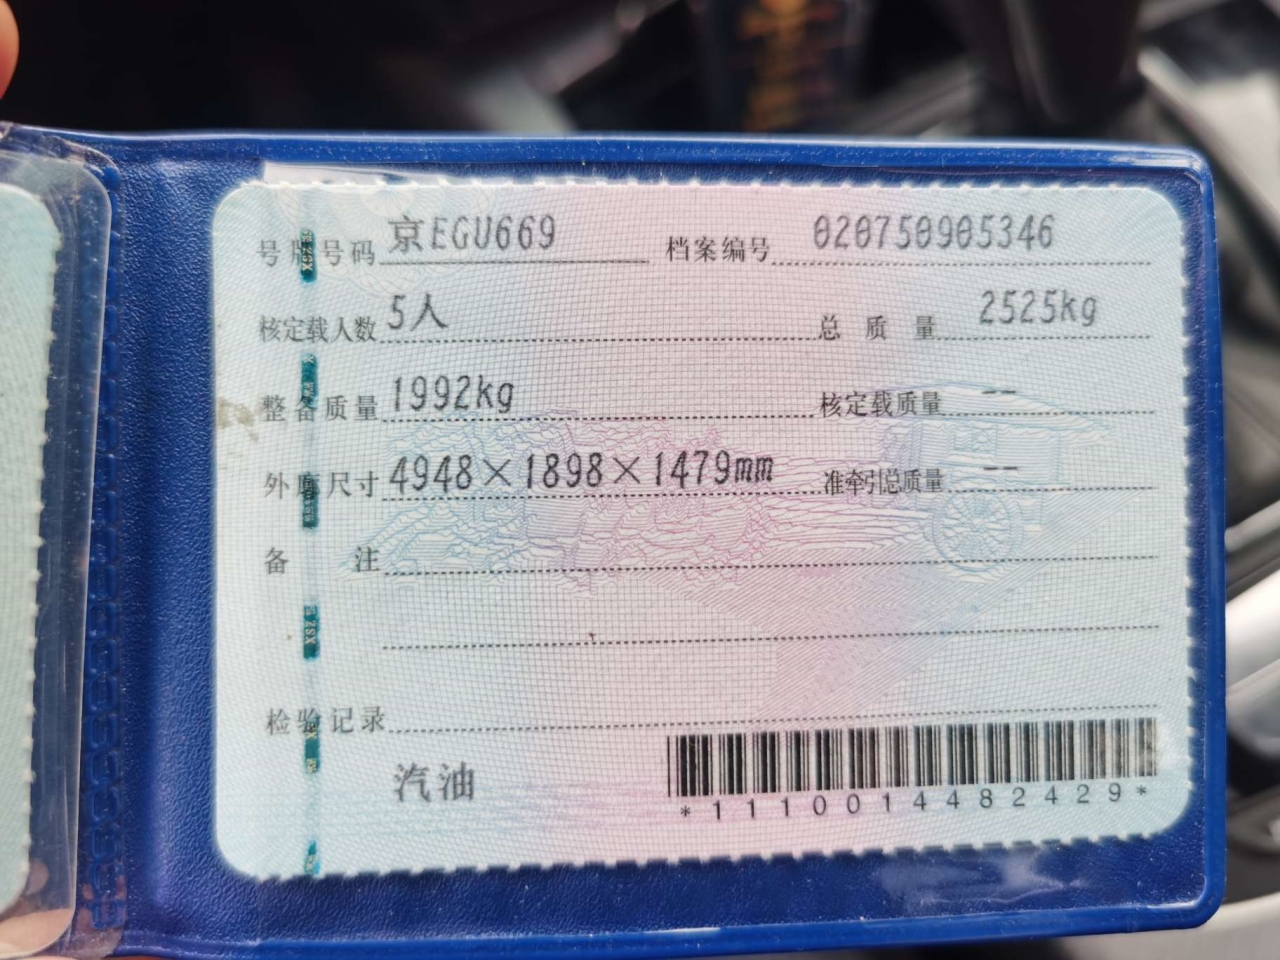 号牌号码 京EGU669 档案编号 020750905346
核定载人数 5人 总质量 2525kg
整备质量 1992kg 核定载质量 --
外廓尺寸 4948×1898×1479mm 准牵引总质量 --
备注
检验记录
汽油
*1110014482429*